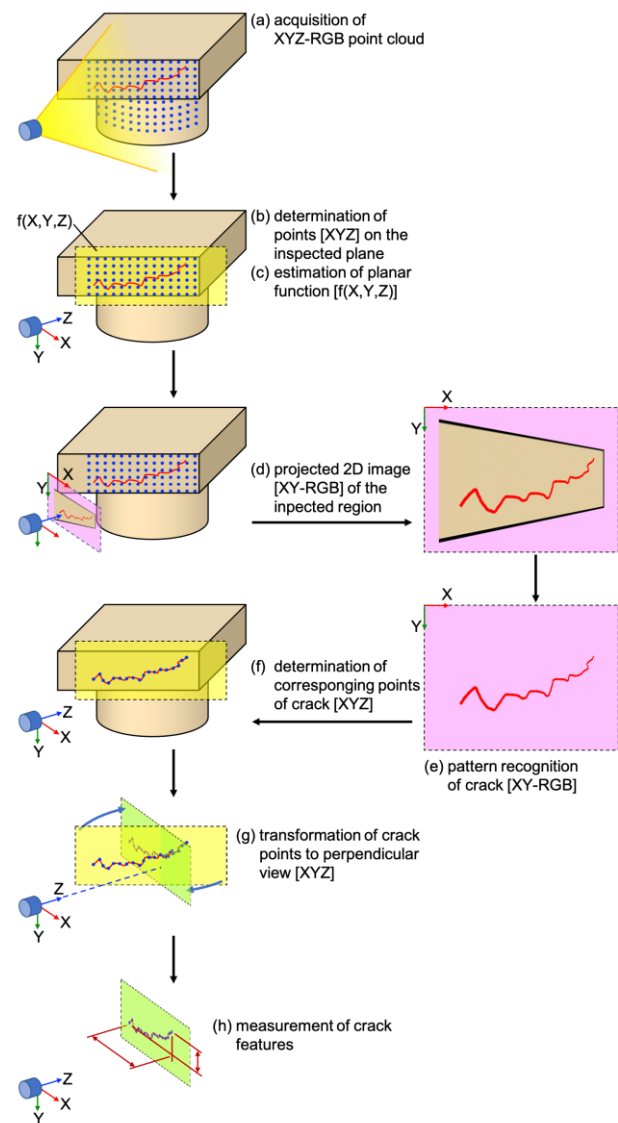 (a) acquisition of
XYZ-RGB point cloud
f(X,Y,Z)
(b) determination of
points [XYZ] on the
inspected plane
(c) estimation of planar
function [f(X,Y,Z)]
Z
X
Y
X
Y
(d) projected 2D image
[XY-RGB] of the
inpected region
X
Y
X
Y
(e) pattern recognition
of crack [XY-RGB]
(f) determination of
corresponging points
of crack [XYZ]
Z
X
Y
(g) transformation of crack
points to perpendicular
view [XYZ]
Z
X
Y
(h) measurement of crack
features
Z
X
Y